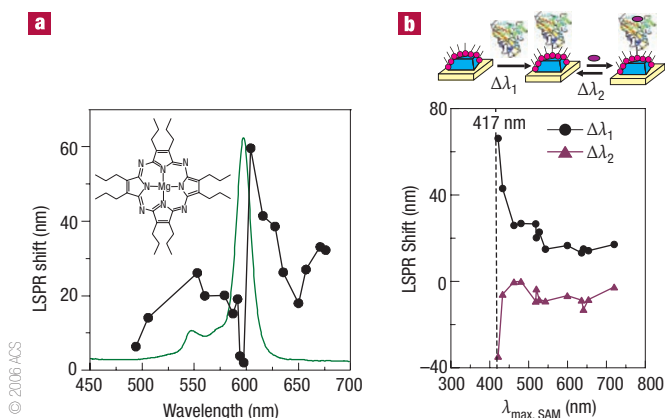 a
LSPR shift (nm)
60
40
20
0
450 500 550 600 650 700
Wavelength (nm)
N N N
N Mg N
N N N
© 2006 ACS
b
Δλ1 Δλ2
417 nm
Δλ1
Δλ2
LSPR Shift (nm)
80
60
40
20
0
−40
300 400 500 600 700 800
λmax, SAM (nm)